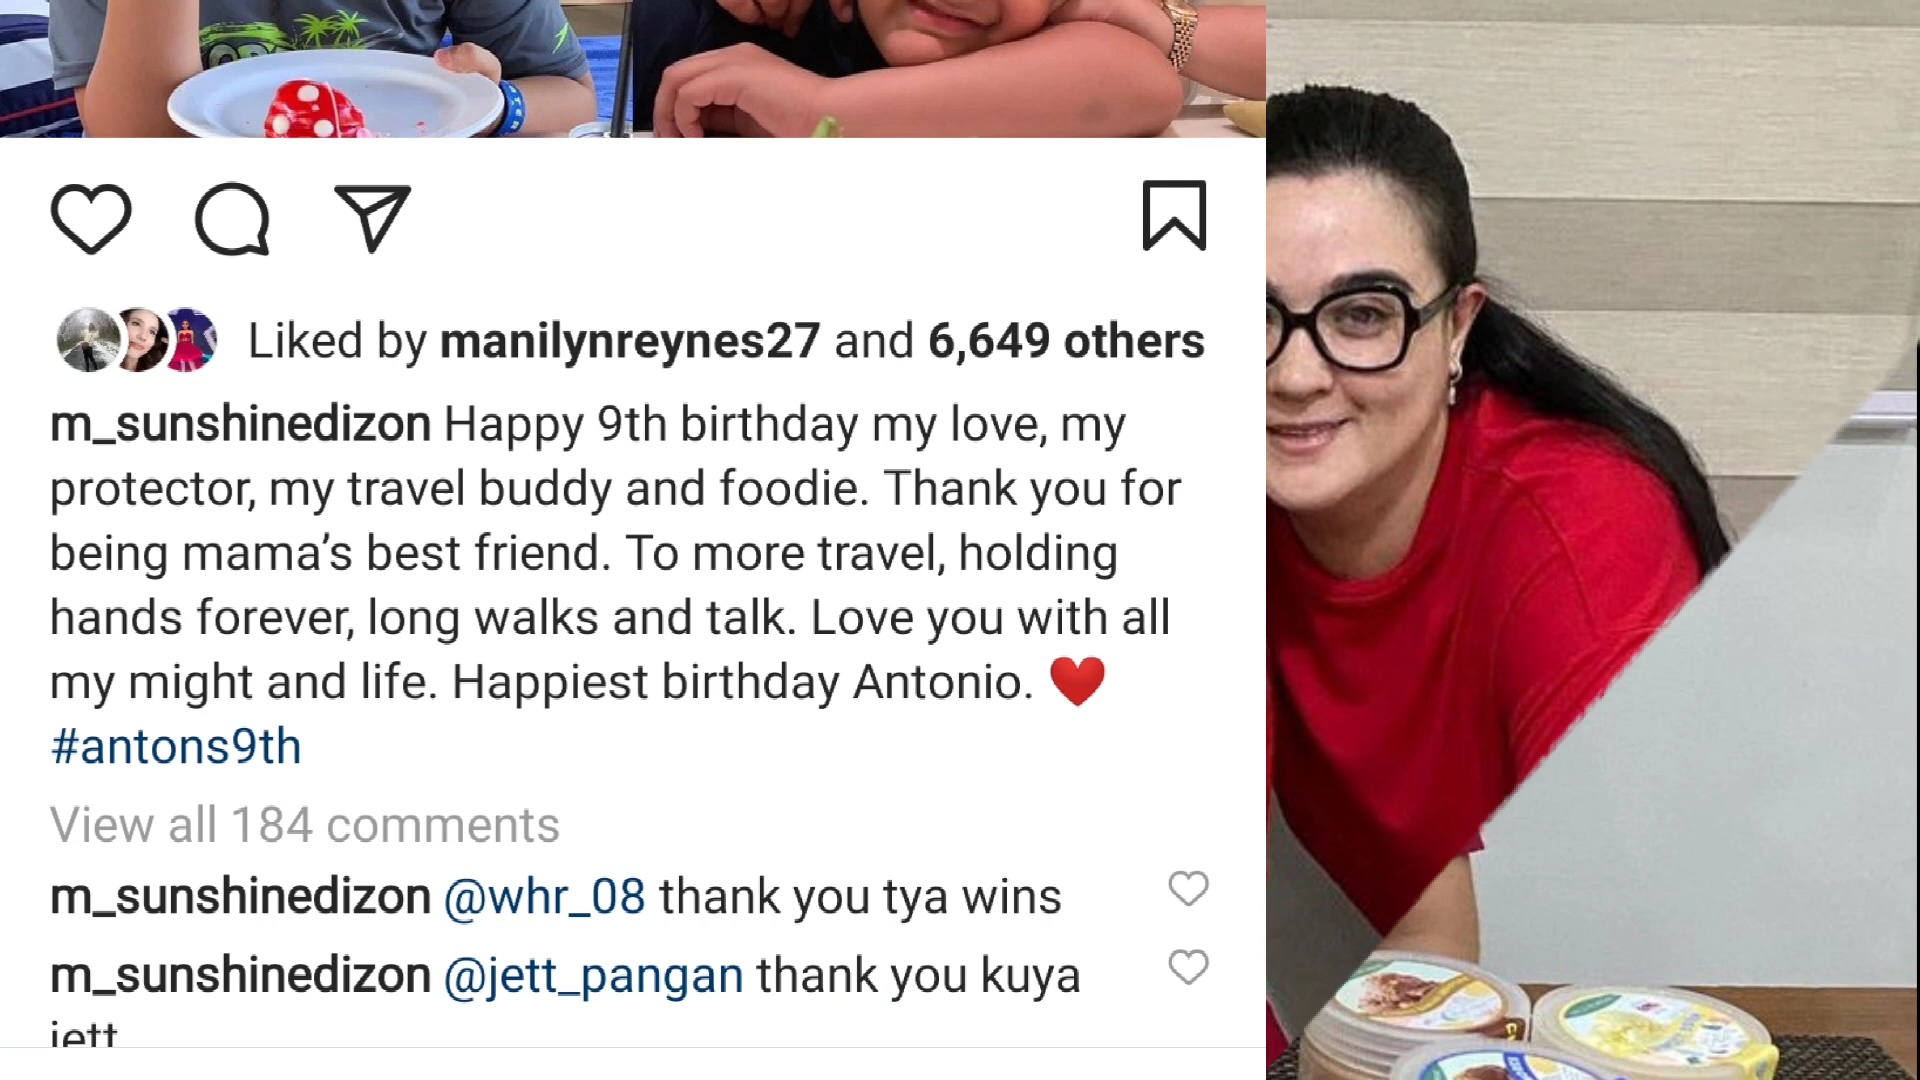 Liked by manilynreynes27 and 6,649 others
m_sunshinedizon Happy 9th birthday my love, my
protector, my travel buddy and foodie. Thank you for
being mama’s best friend. To more travel, holding
hands forever, long walks and talk. Love you with all
my might and life. Happiest birthday Antonio. ❤️
#antons9th
View all 184 comments
m_sunshinedizon @whr_08 thank you tya wins
m_sunshinedizon @jett_pangan thank you kuya
jett